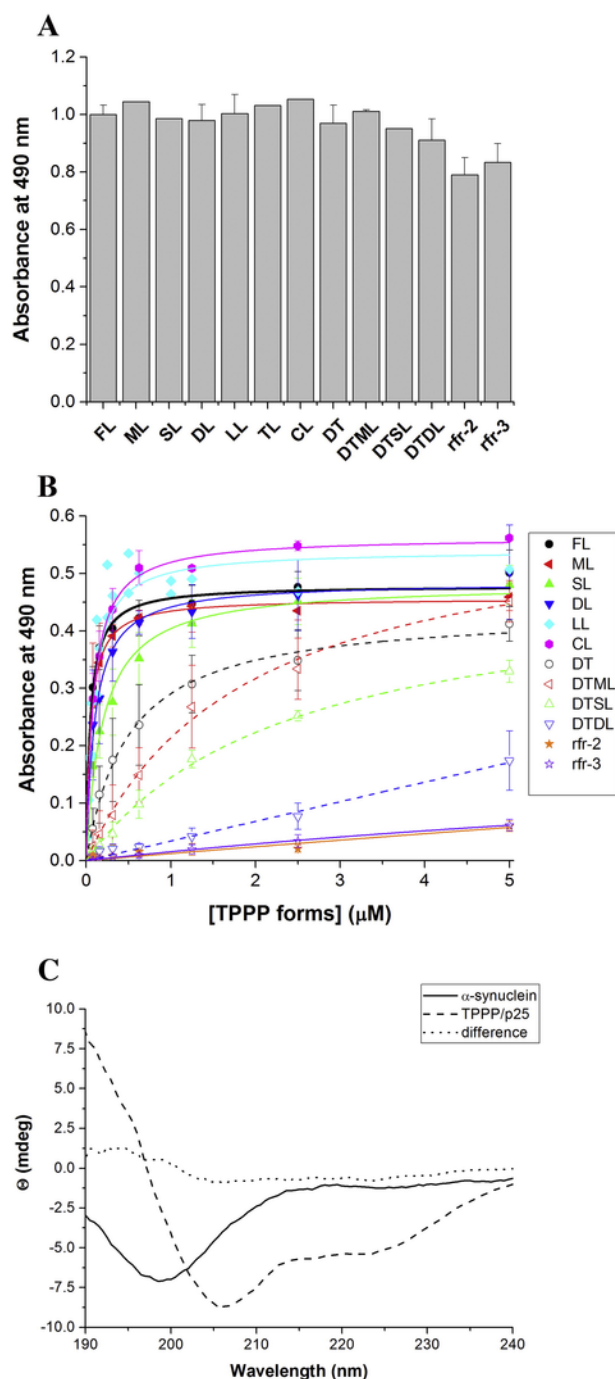 A
Absorbance at 490 nm
1.2
1.0
0.8
0.6
0.4
0.2
0.0
FL ML SL DL LL TL CL DT DTML DTSL DTDL rfr-2 rfr-3
B
Absorbance at 490 nm
0.6
0.5
0.4
0.3
0.2
0.1
0.0
0 1 2 3 4 5
[TPPP forms] (μM)
FL
ML
SL
DL
LL
CL
DT
DTML
DTSL
DTDL
rfr-2
rfr-3
C
Θ (mdeg)
10.0
7.5
5.0
2.5
0.0
-2.5
-5.0
-7.5
-10.0
190 200 210 220 230 240
Wavelength (nm)
α-synuclein
TPPP/p25
difference